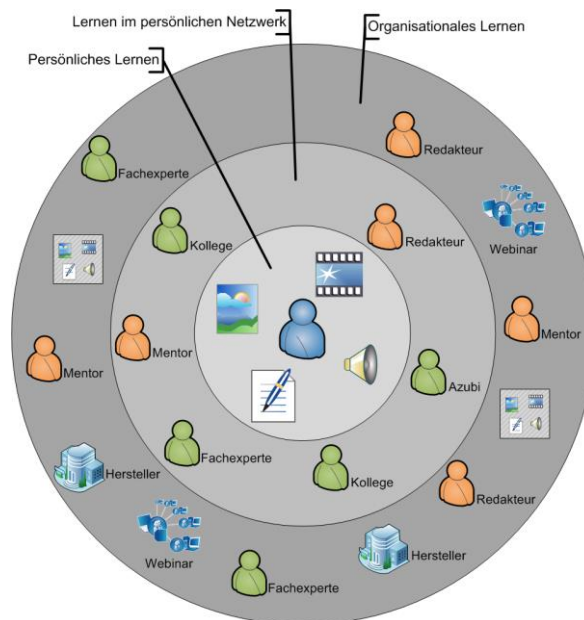 Lernen im persönlichen Netzwerk
Organisationales Lernen
Persönliches Lernen
Redakteur
Fachexperte
Kollege
Redakteur
Webinar
Mentor
Mentor
Mentor
Azubi
Fachexperte
Hersteller
Kollege
Redakteur
Webinar
Hersteller
Fachexperte